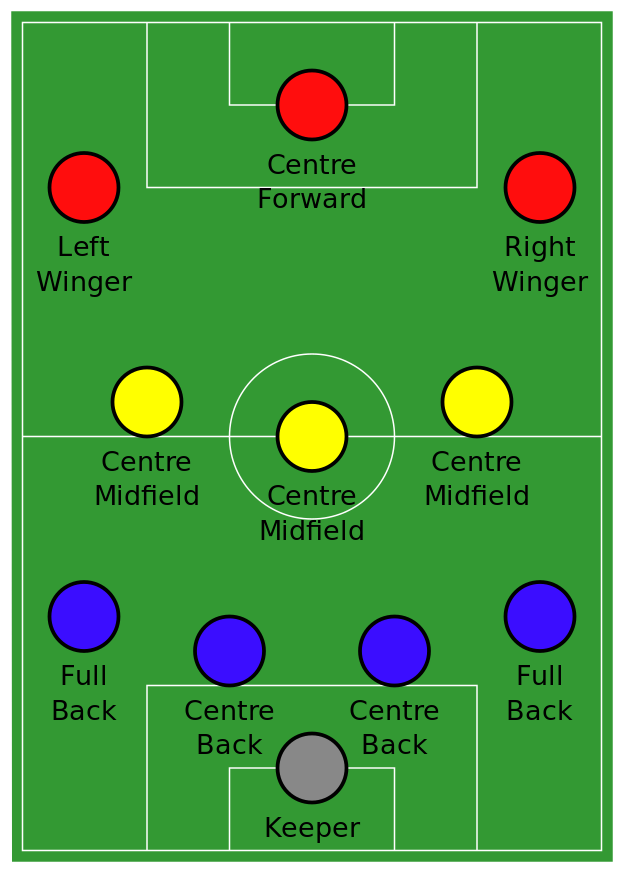 Centre
Forward
Left
Winger
Right
Winger
Centre
Midfield
Centre
Midfield
Centre
Midfield
Full
Back
Centre
Back
Centre
Back
Full
Back
Keeper